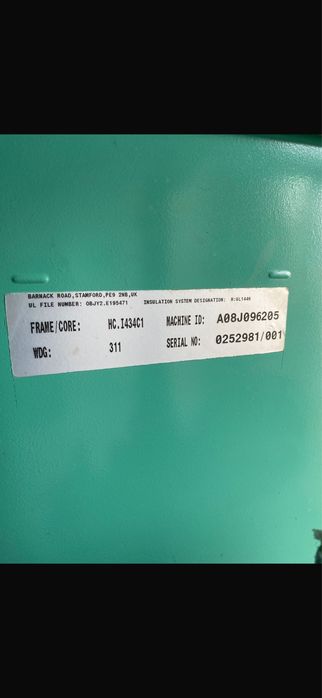 BARNACK ROAD,STAMFORD,PE9 2NB,UK
UL FILE NUMBER: OBJY2.E195471 INSULATION SYSTEM DESIGNATION: R:UL1446
FRAME/CORE: HC.I434C1 MACHINE ID: A08J096205
WDG: 311 SERIAL NO: 0252981/001